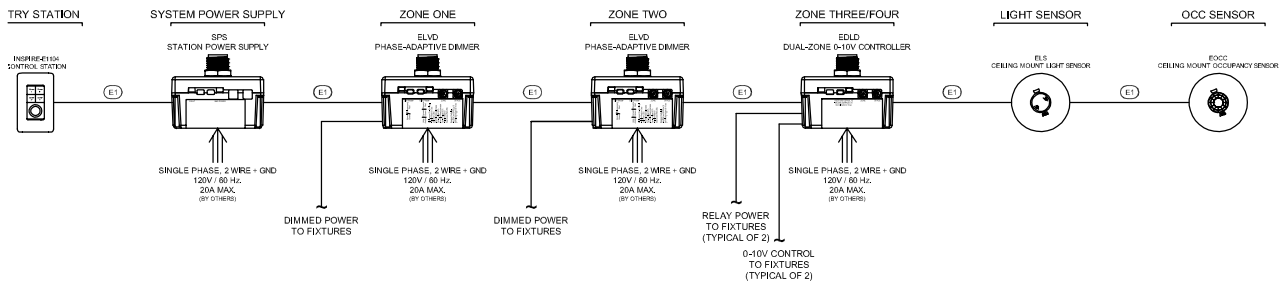 TRY STATION
INSPIRE-E1104
CONTROL STATION
E1
SYSTEM POWER SUPPLY
SPS
STATION POWER SUPPLY
SINGLE PHASE, 2 WIRE + GND
120V / 60 Hz.
20A MAX.
(BY OTHERS)
E1
ZONE ONE
ELVD
PHASE-ADAPTIVE DIMMER
SINGLE PHASE, 2 WIRE + GND
120V / 60 Hz.
20A MAX.
(BY OTHERS)
DIMMED POWER
TO FIXTURES
E1
ZONE TWO
ELVD
PHASE-ADAPTIVE DIMMER
SINGLE PHASE, 2 WIRE + GND
120V / 60 Hz.
20A MAX.
(BY OTHERS)
DIMMED POWER
TO FIXTURES
E1
ZONE THREE/FOUR
EDLD
DUAL-ZONE 0-10V CONTROLLER
SINGLE PHASE, 2 WIRE + GND
120V / 60 Hz.
20A MAX.
(BY OTHERS)
RELAY POWER
TO FIXTURES
(TYPICAL OF 2)
0-10V CONTROL
TO FIXTURES
(TYPICAL OF 2)
E1
LIGHT SENSOR
ELS
CEILING MOUNT LIGHT SENSOR
E1
OCC SENSOR
EOCC
CEILING MOUNT OCCUPANCY SENSOR